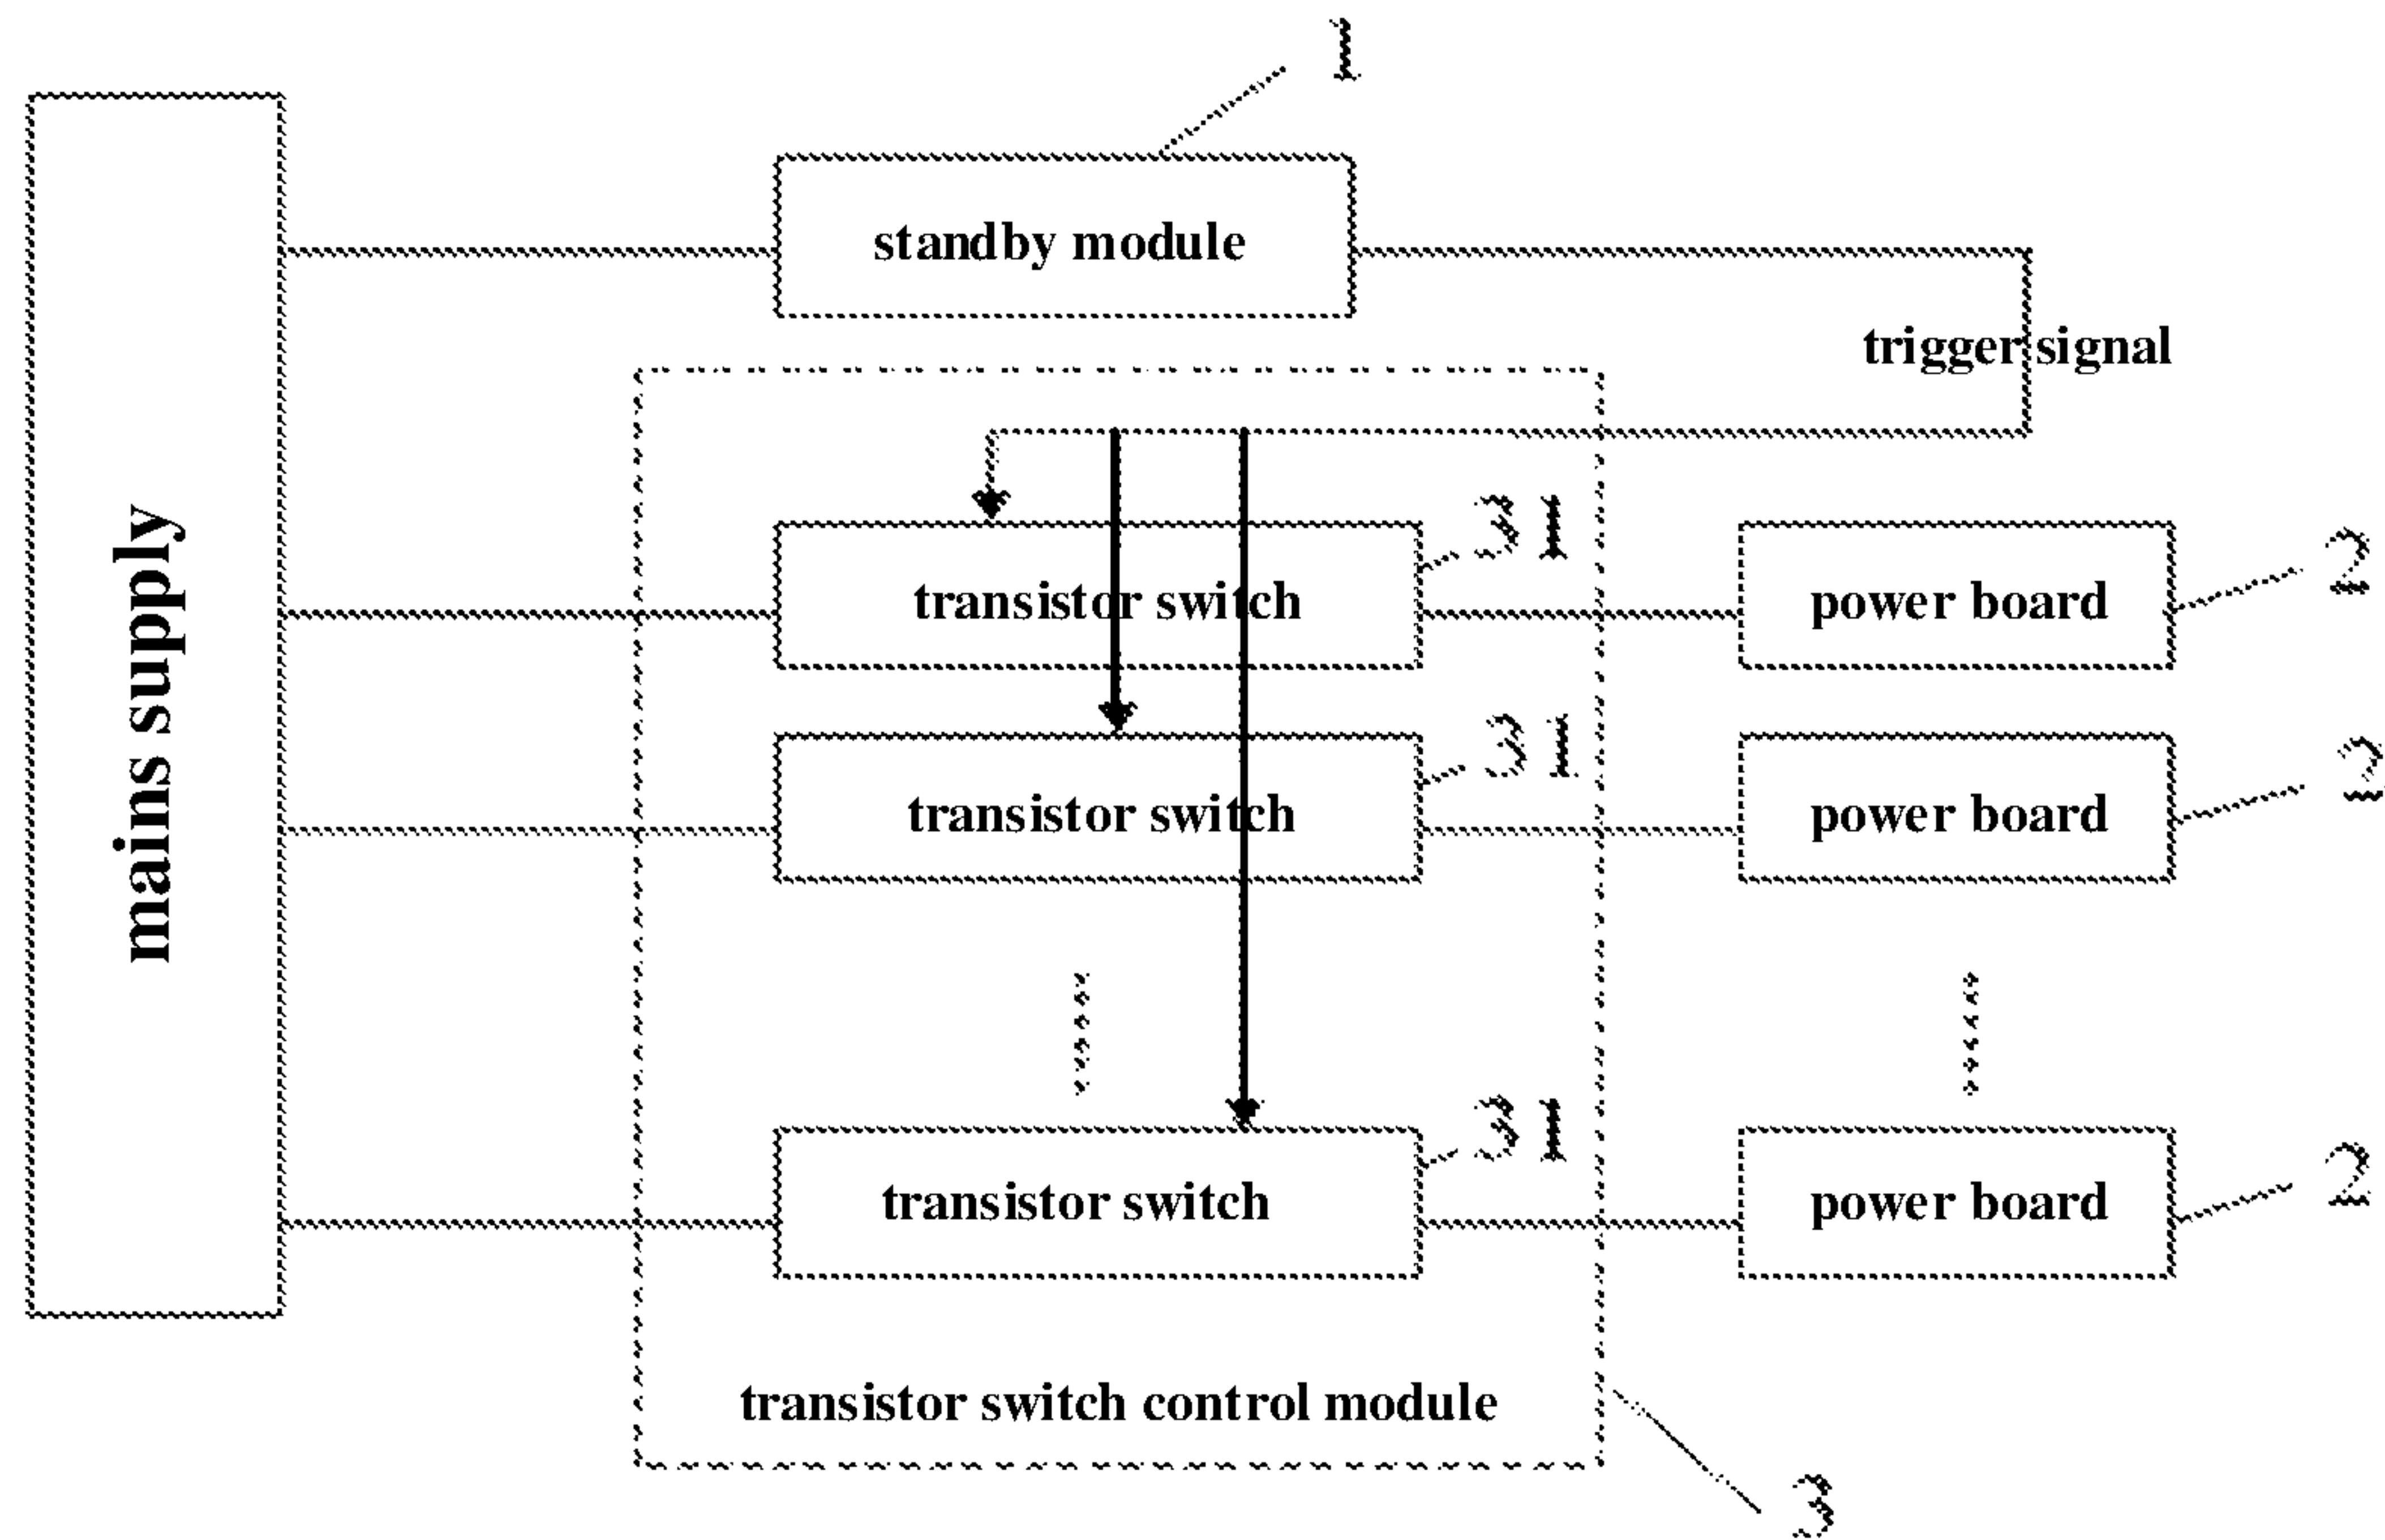 1
standby module
trigger signal
mains supply
31
transistor switch
power board
2
31
transistor switch
power board
2
31
transistor switch
power board
2
transistor switch control module
3